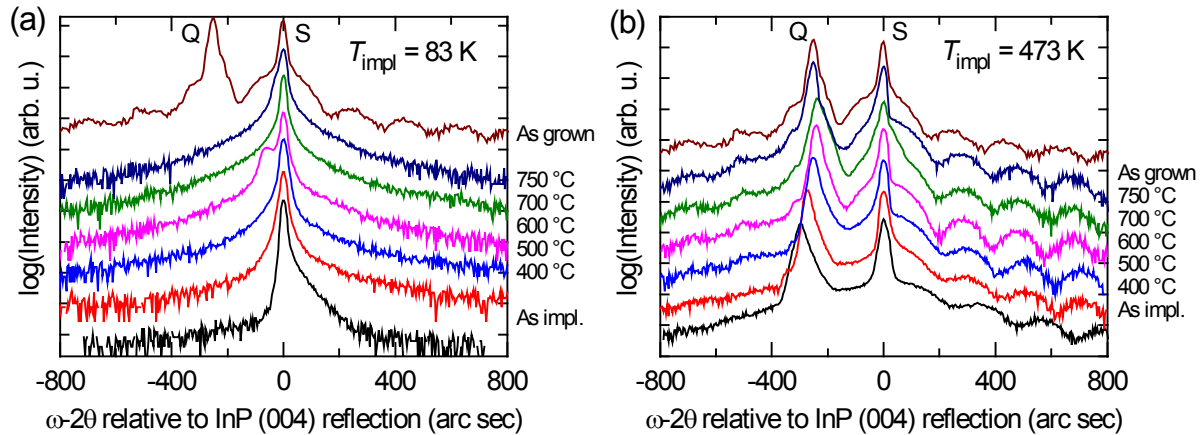 (a)
Q
S
T_impl = 83 K
log(Intensity) (arb. u.)
As grown
750 °C
700 °C
600 °C
500 °C
400 °C
As impl.
-800
-400
0
400
800
ω-2θ relative to InP (004) reflection (arc sec)
(b)
Q
S
T_impl = 473 K
log(Intensity) (arb. u.)
As grown
750 °C
700 °C
600 °C
500 °C
400 °C
As impl.
-800
-400
0
400
800
ω-2θ relative to InP (004) reflection (arc sec)